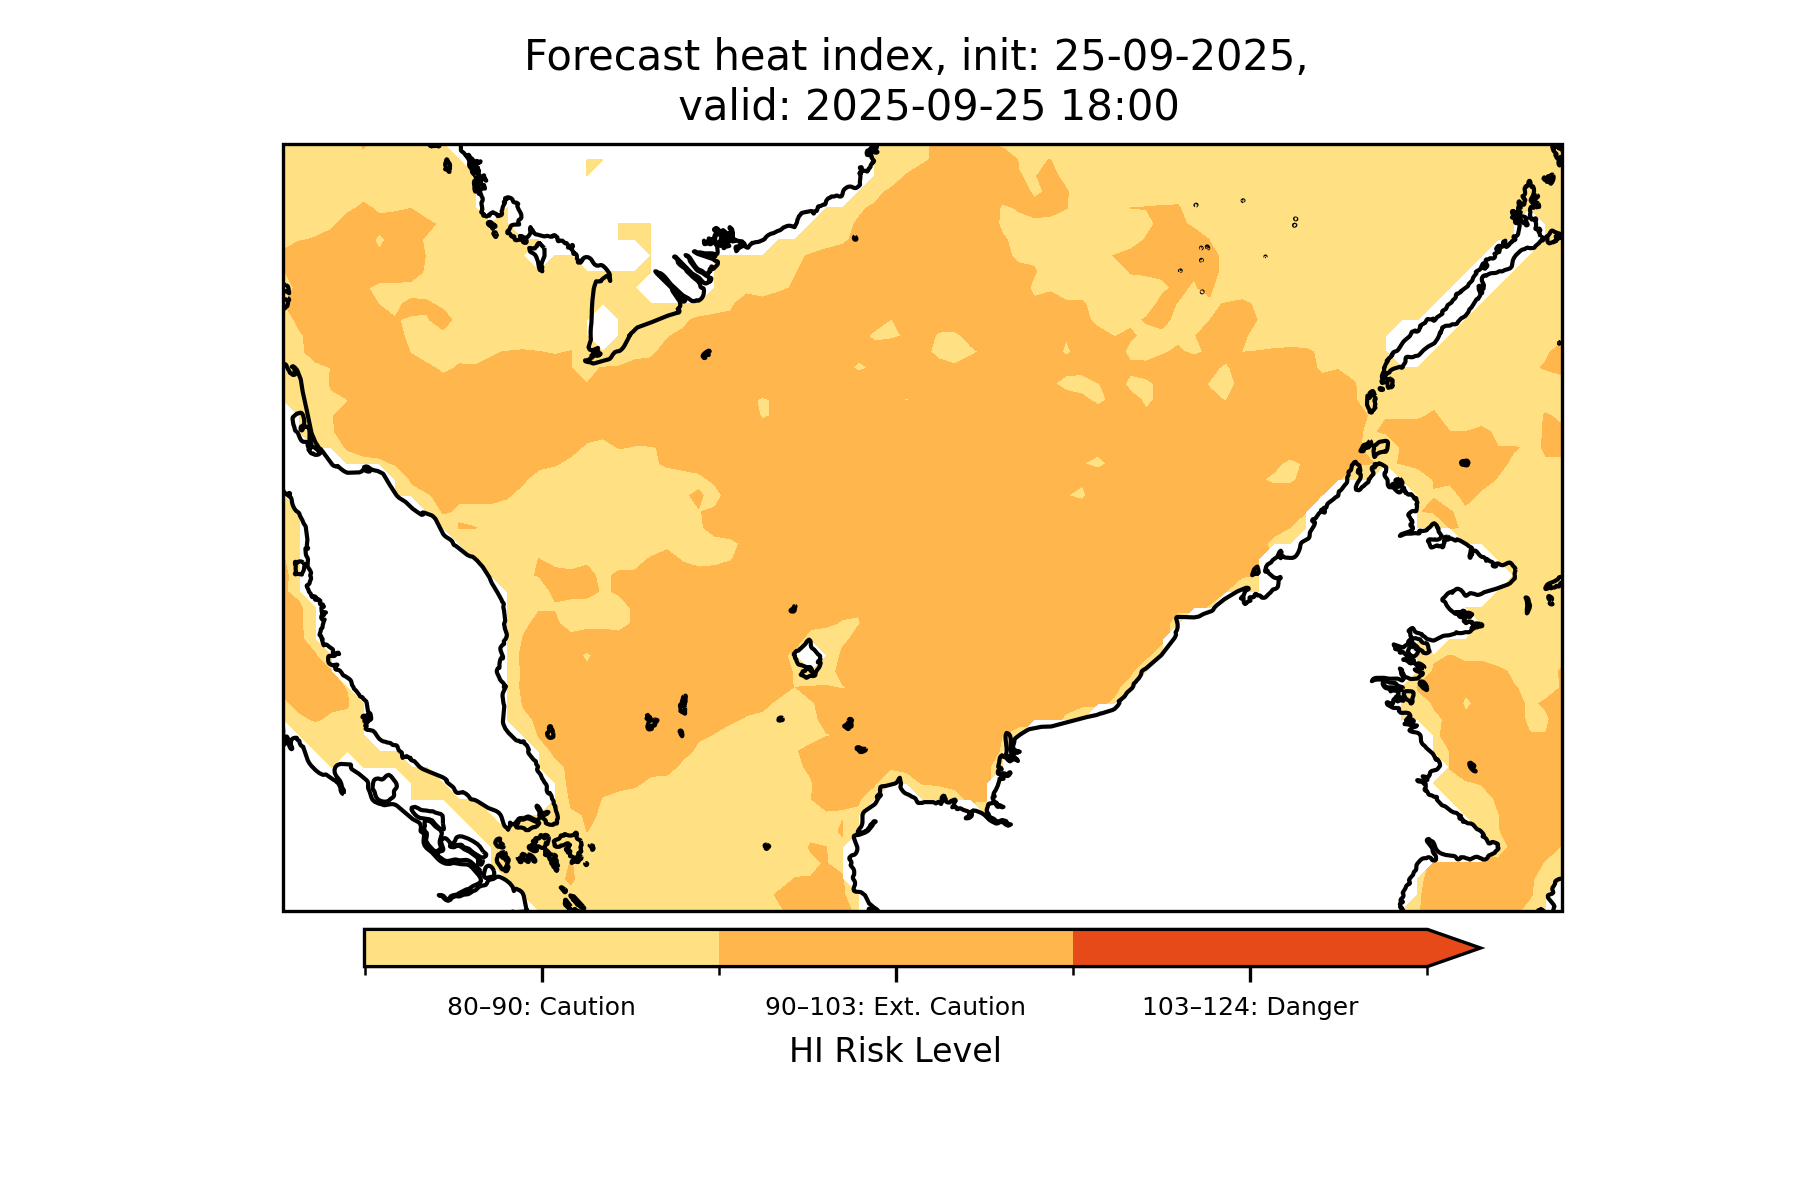 Forecast heat index, init: 25-09-2025,
valid: 2025-09-25 18:00
80–90: Caution
90–103: Ext. Caution
103–124: Danger
HI Risk Level